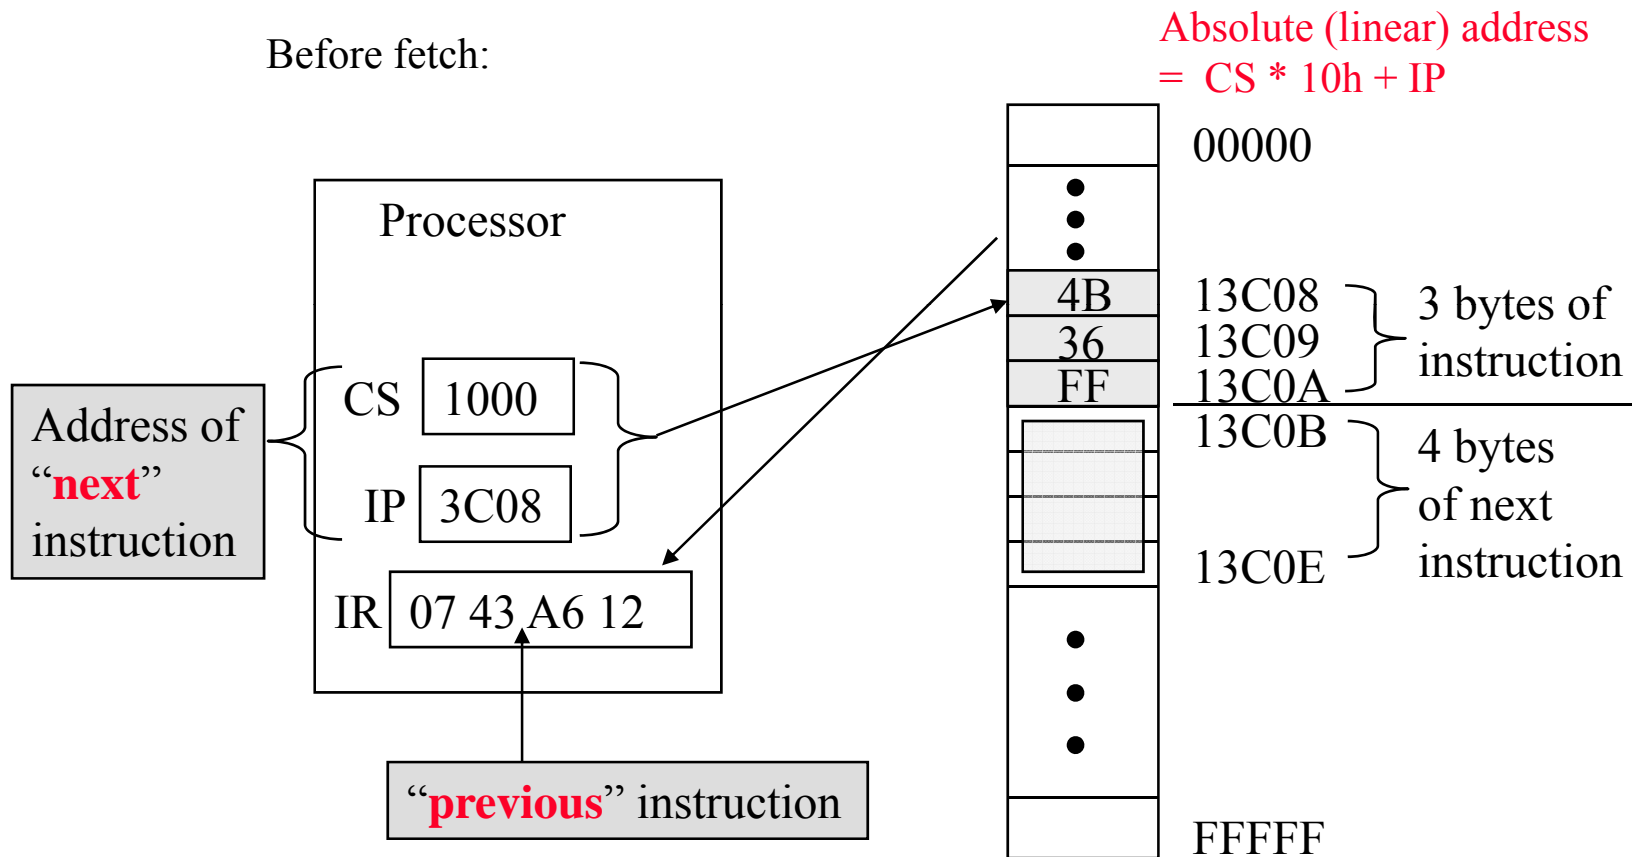 Before fetch:
Absolute (linear) address
= CS * 10h + IP
00000
Processor
4B 13C08
36 13C09
FF 13C0A
3 bytes of
instruction
CS 1000
IP 3C08
Address of
“next”
instruction
13C0B
13C0E
4 bytes
of next
instruction
IR 07 43 A6 12
“previous” instruction
FFFFF